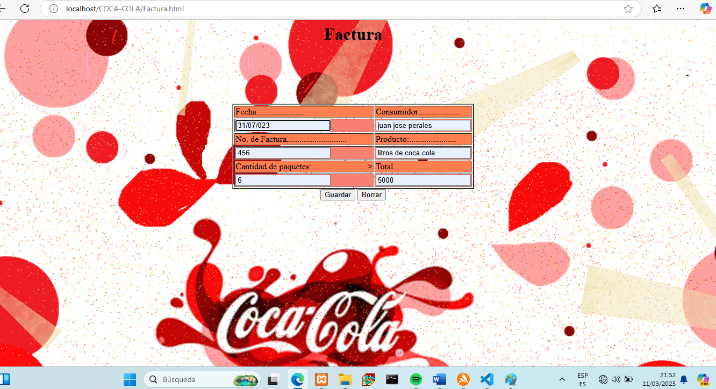 localhost/COCA-COLA/Factura.html
Factura
Fecha........................ Consumidor.....................
31/07/023 juan jose perales
No. de Factura.............................. Producto:........................
456 litros de coca cola
Cantidad de paquetes: > Total
6 5000
Guardar Borrar
Coca-Cola
Búsqueda
ESP
ES
21:52
11/03/2025